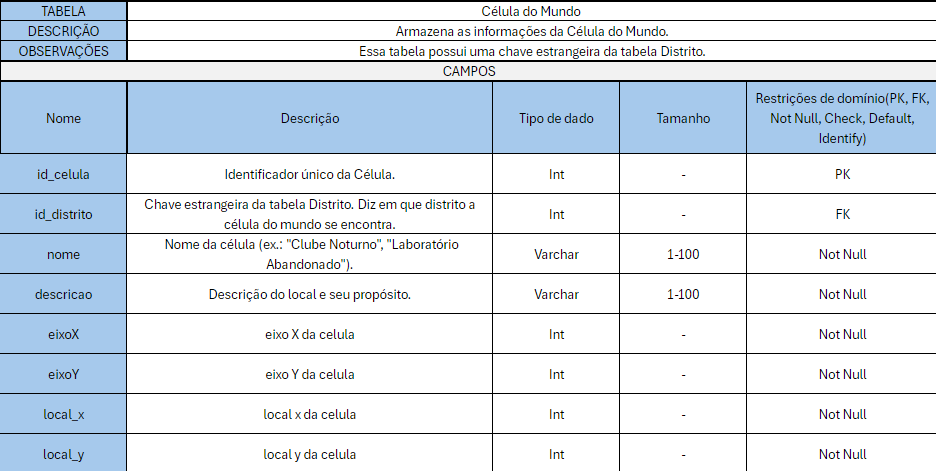 TABELA Célula do Mundo
DESCRIÇÃO Armazena as informações da Célula do Mundo.
OBSERVAÇÕES Essa tabela possui uma chave estrangeira da tabela Distrito.
CAMPOS
Nome Descrição Tipo de dado Tamanho Restrições de domínio(PK, FK,
Not Null, Check, Default,
Identify)
id_celula Identificador único da Célula. Int - PK
id_distrito Chave estrangeira da tabela Distrito. Diz em que distrito a
célula do mundo se encontra. Int - FK
nome Nome da célula (ex.: "Clube Noturno", "Laboratório
Abandonado"). Varchar 1-100 Not Null
descricao Descrição do local e seu propósito. Varchar 1-100 Not Null
eixoX eixo X da celula Int - Not Null
eixoY eixo Y da celula Int - Not Null
local_x local x da celula Int - Not Null
local_y local y da celula Int - Not Null